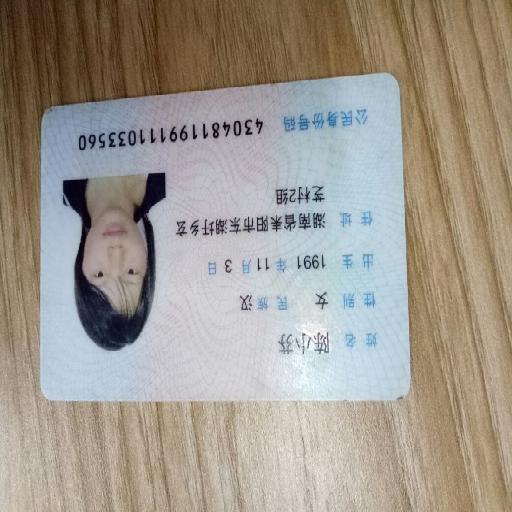 姓名 陈小芬
性别 女 民族 汉
出生 1991 年 11 月 3 日
住址 湖南省耒阳市东湖圩乡玄
芝村2组
公民身份号码 430481199111033560